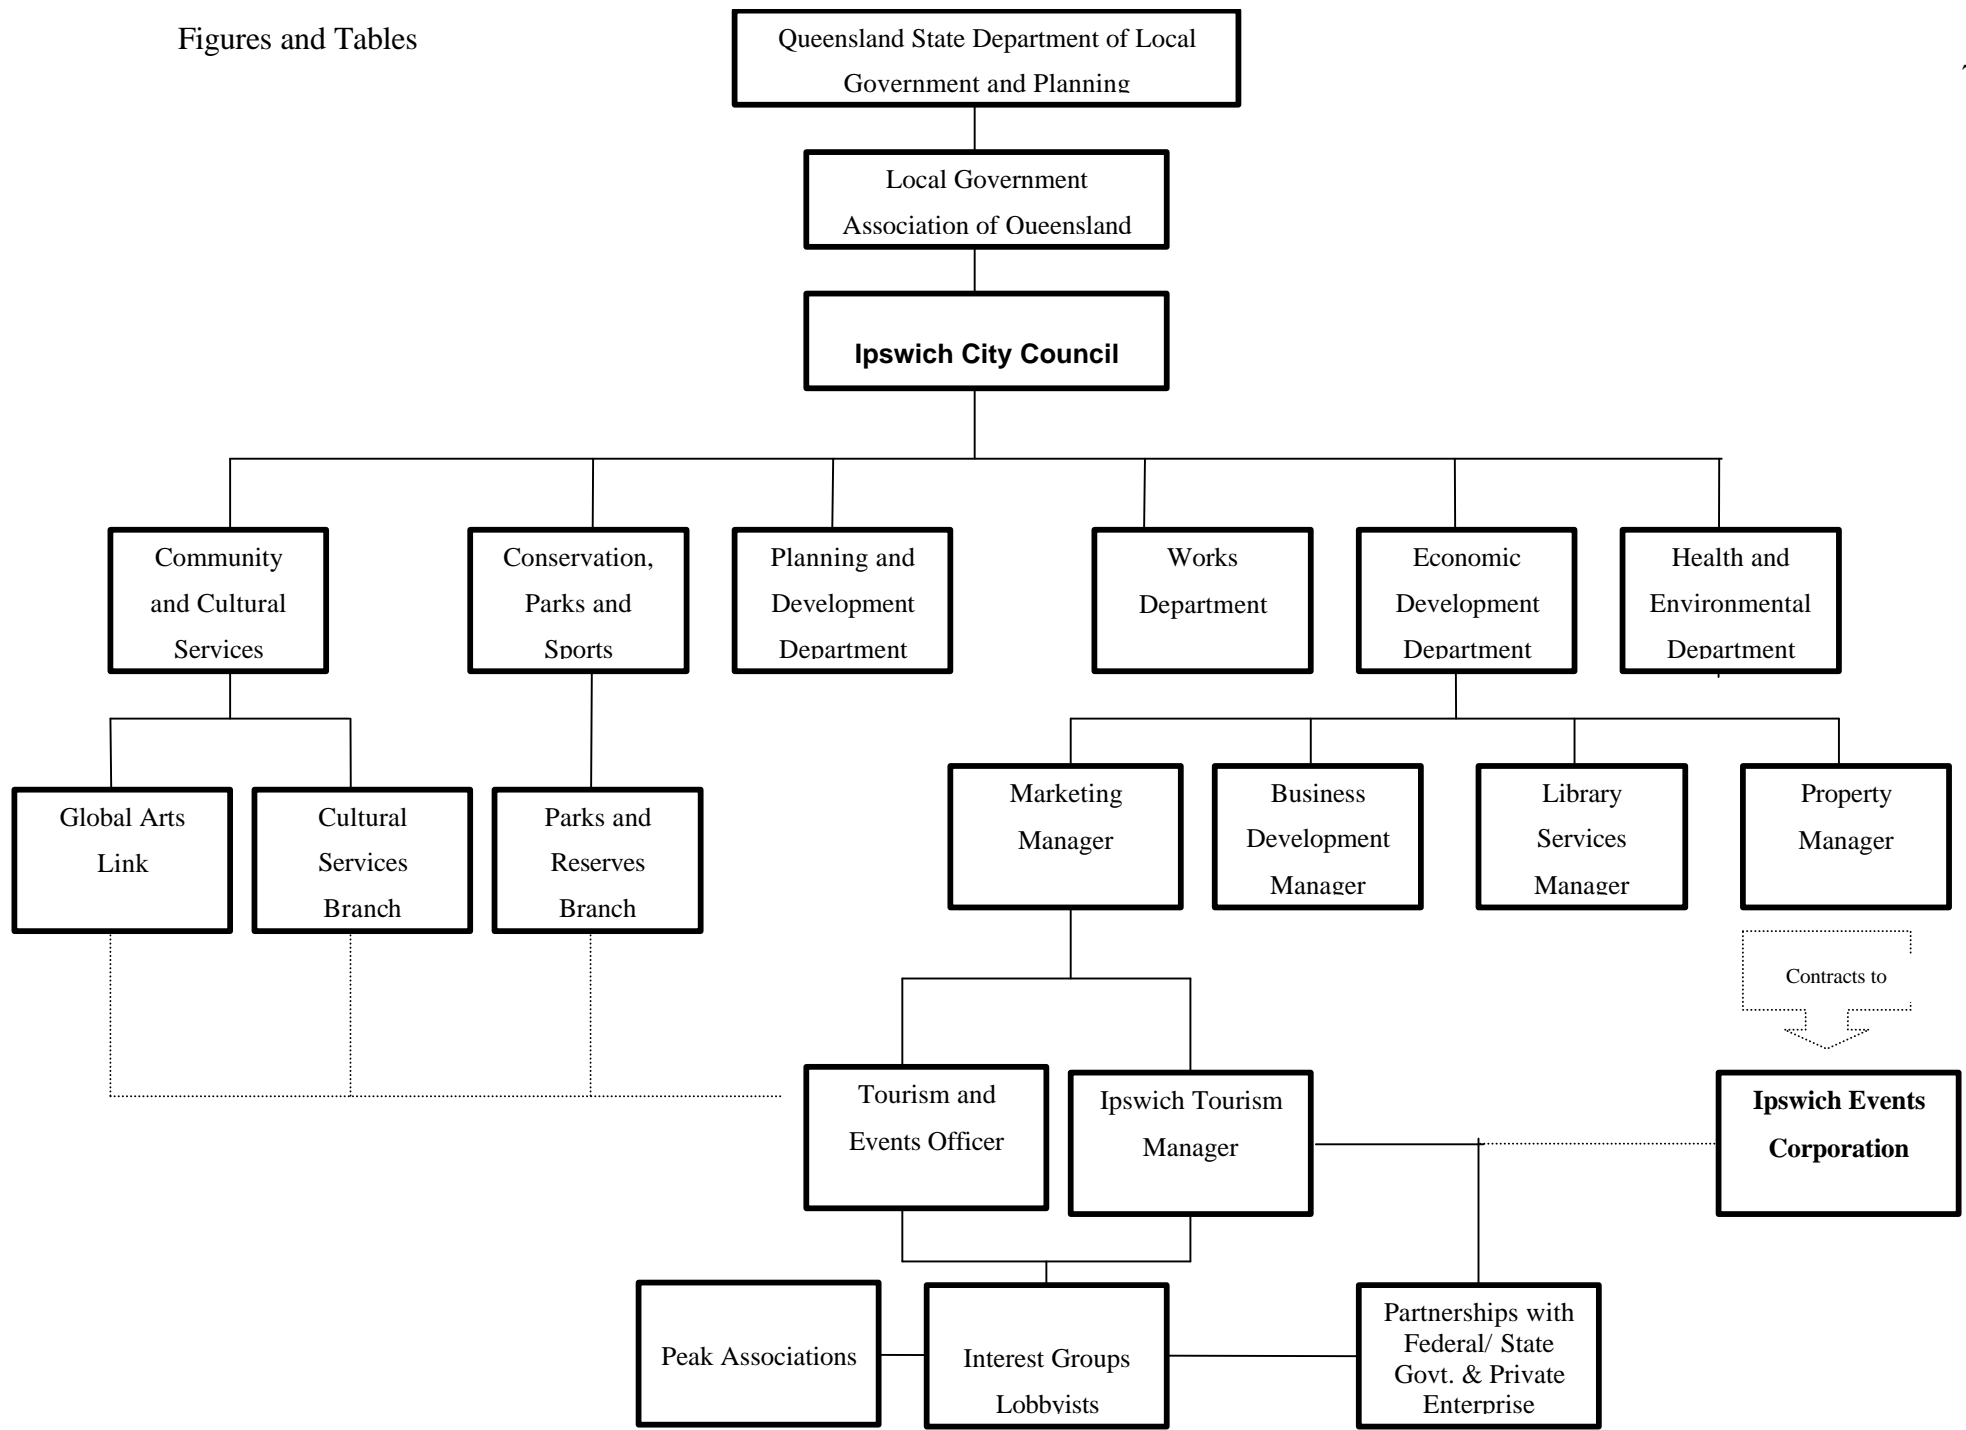 Figures and Tables
Queensland State Department of Local
Government and Planning
Local Government
Association of Queensland
Ipswich City Council
Community
and Cultural
Services
Conservation,
Parks and
Sports
Planning and
Development
Department
Works
Department
Economic
Development
Department
Health and
Environmental
Department
Global Arts
Link
Cultural
Services
Branch
Parks and
Reserves
Branch
Marketing
Manager
Business
Development
Manager
Library
Services
Manager
Property
Manager
Contracts to
Tourism and
Events Officer
Ipswich Tourism
Manager
Ipswich Events
Corporation
Peak Associations
Interest Groups
Lobbyists
Partnerships with
Federal/ State
Govt. & Private
Enterprise